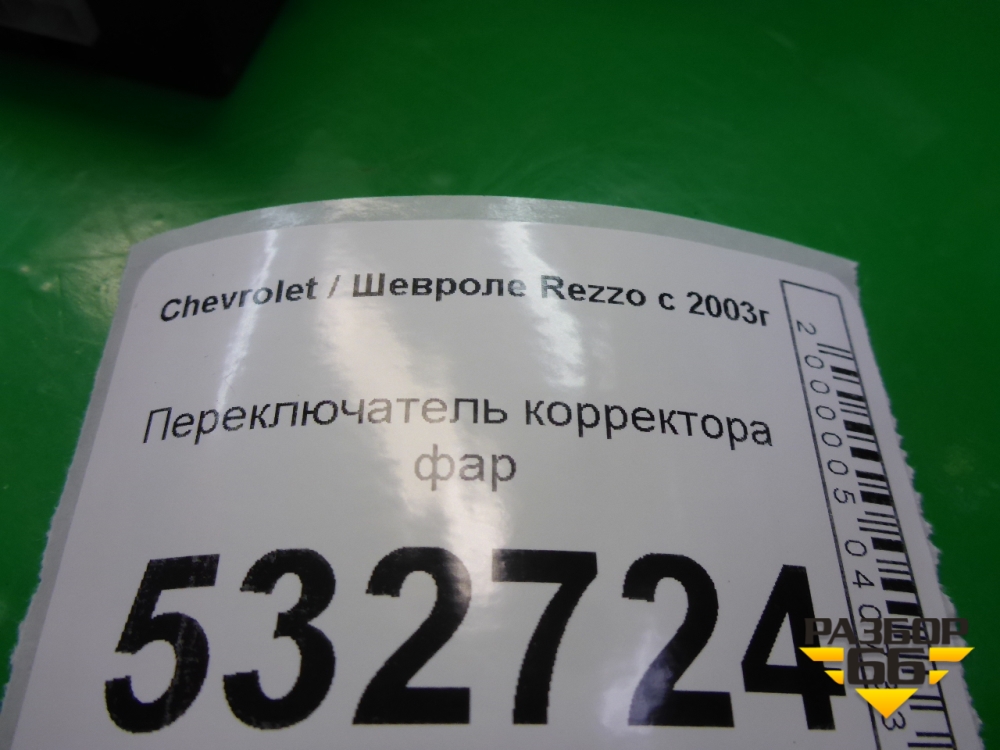 Chevrolet / Шевроле Rezzo с 2003г
Переключатель корректора
фар
532724
РАЗБОР
66